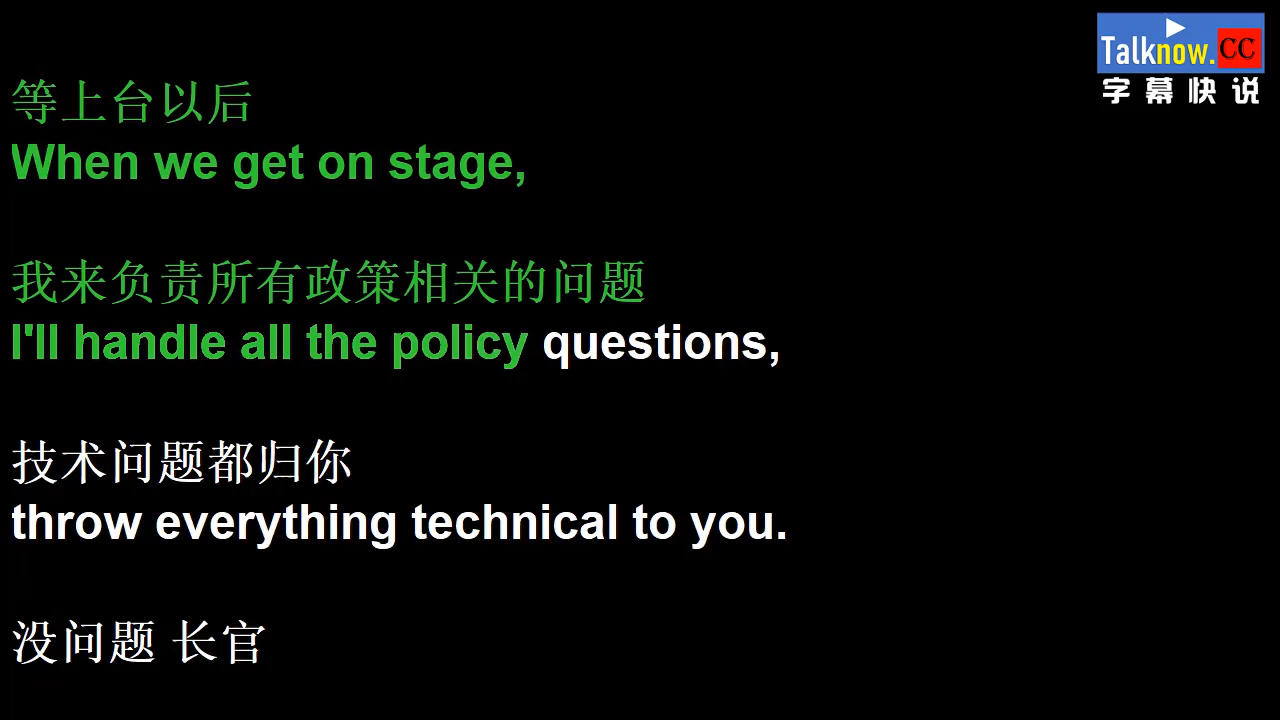 Talknow.CC
字幕快说
等上台以后
When we get on stage,
我来负责所有政策相关的问题
I'll handle all the policy questions,
技术问题都归你
throw everything technical to you.
没问题 长官